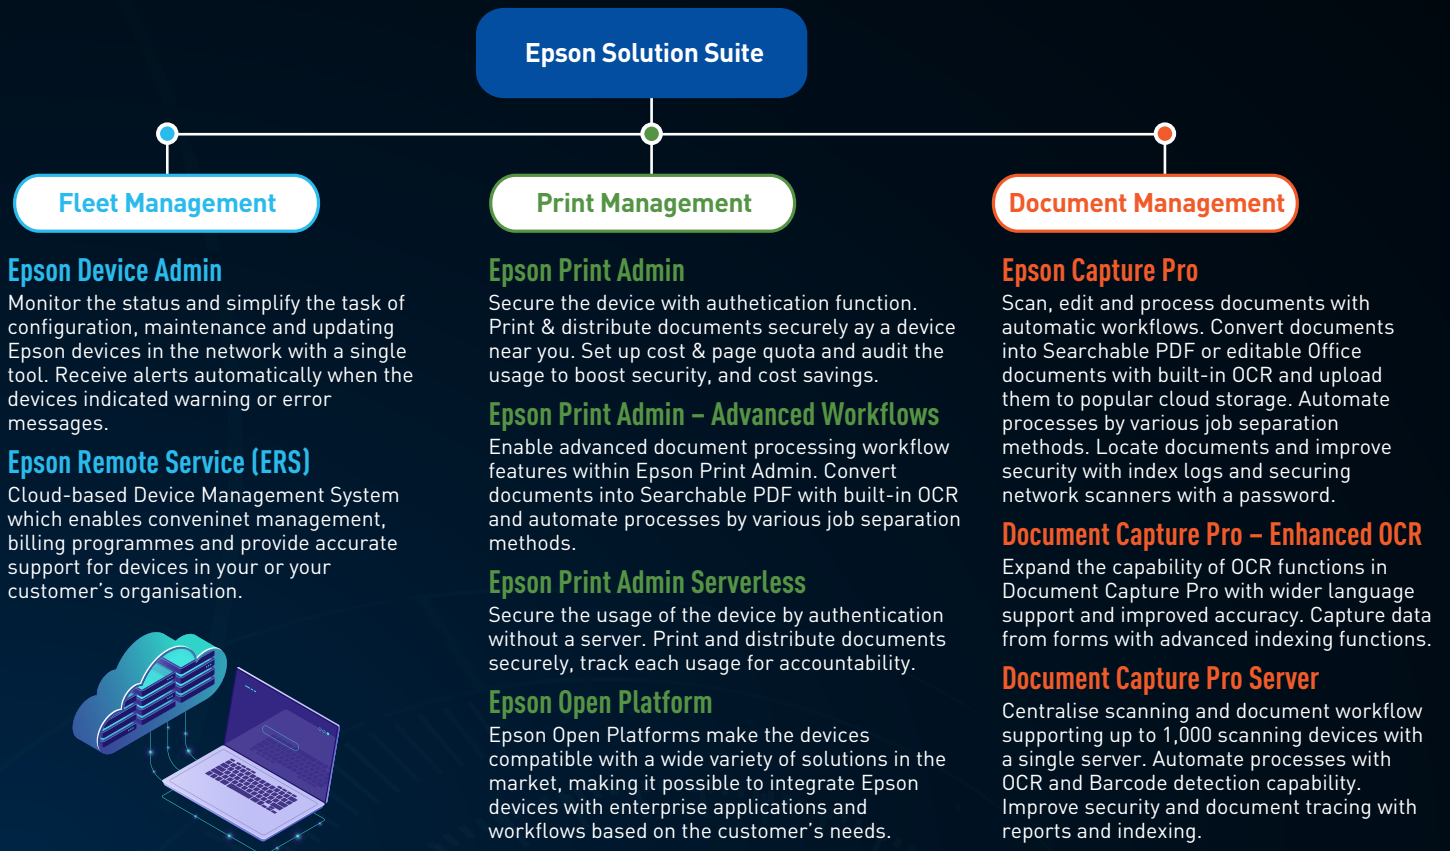 Epson Solution Suite
Fleet Management
Epson Device Admin
Monitor the status and simplify the task of
configuration, maintenance and updating
Epson devices in the network with a single
tool. Receive alerts automatically when the
devices indicated warning or error
messages.
Epson Remote Service (ERS)
Cloud-based Device Management System
which enables conveninet management,
billing programmes and provide accurate
support for devices in your or your
customer's organisation.
Print Management
Epson Print Admin
Secure the device with authetication function.
Print & distribute documents securely ay a device
near you. Set up cost & page quota and audit the
usage to boost security, and cost savings.
Epson Print Admin – Advanced Workflows
Enable advanced document processing workflow
features within Epson Print Admin. Convert
documents into Searchable PDF with built-in OCR
and automate processes by various job separation
methods.
Epson Print Admin Serverless
Secure the usage of the device by authentication
without a server. Print and distribute documents
securely, track each usage for accountability.
Epson Open Platform
Epson Open Platforms make the devices
compatible with a wide variety of solutions in the
market, making it possible to integrate Epson
devices with enterprise applications and
workflows based on the customer's needs.
Document Management
Epson Capture Pro
Scan, edit and process documents with
automatic workflows. Convert documents
into Searchable PDF or editable Office
documents with built-in OCR and upload
them to popular cloud storage. Automate
processes by various job separation
methods. Locate documents and improve
security with index logs and securing
network scanners with a password.
Document Capture Pro – Enhanced OCR
Expand the capability of OCR functions in
Document Capture Pro with wider language
support and improved accuracy. Capture data
from forms with advanced indexing functions.
Document Capture Pro Server
Centralise scanning and document workflow
supporting up to 1,000 scanning devices with
a single server. Automate processes with
OCR and Barcode detection capability.
Improve security and document tracing with
reports and indexing.